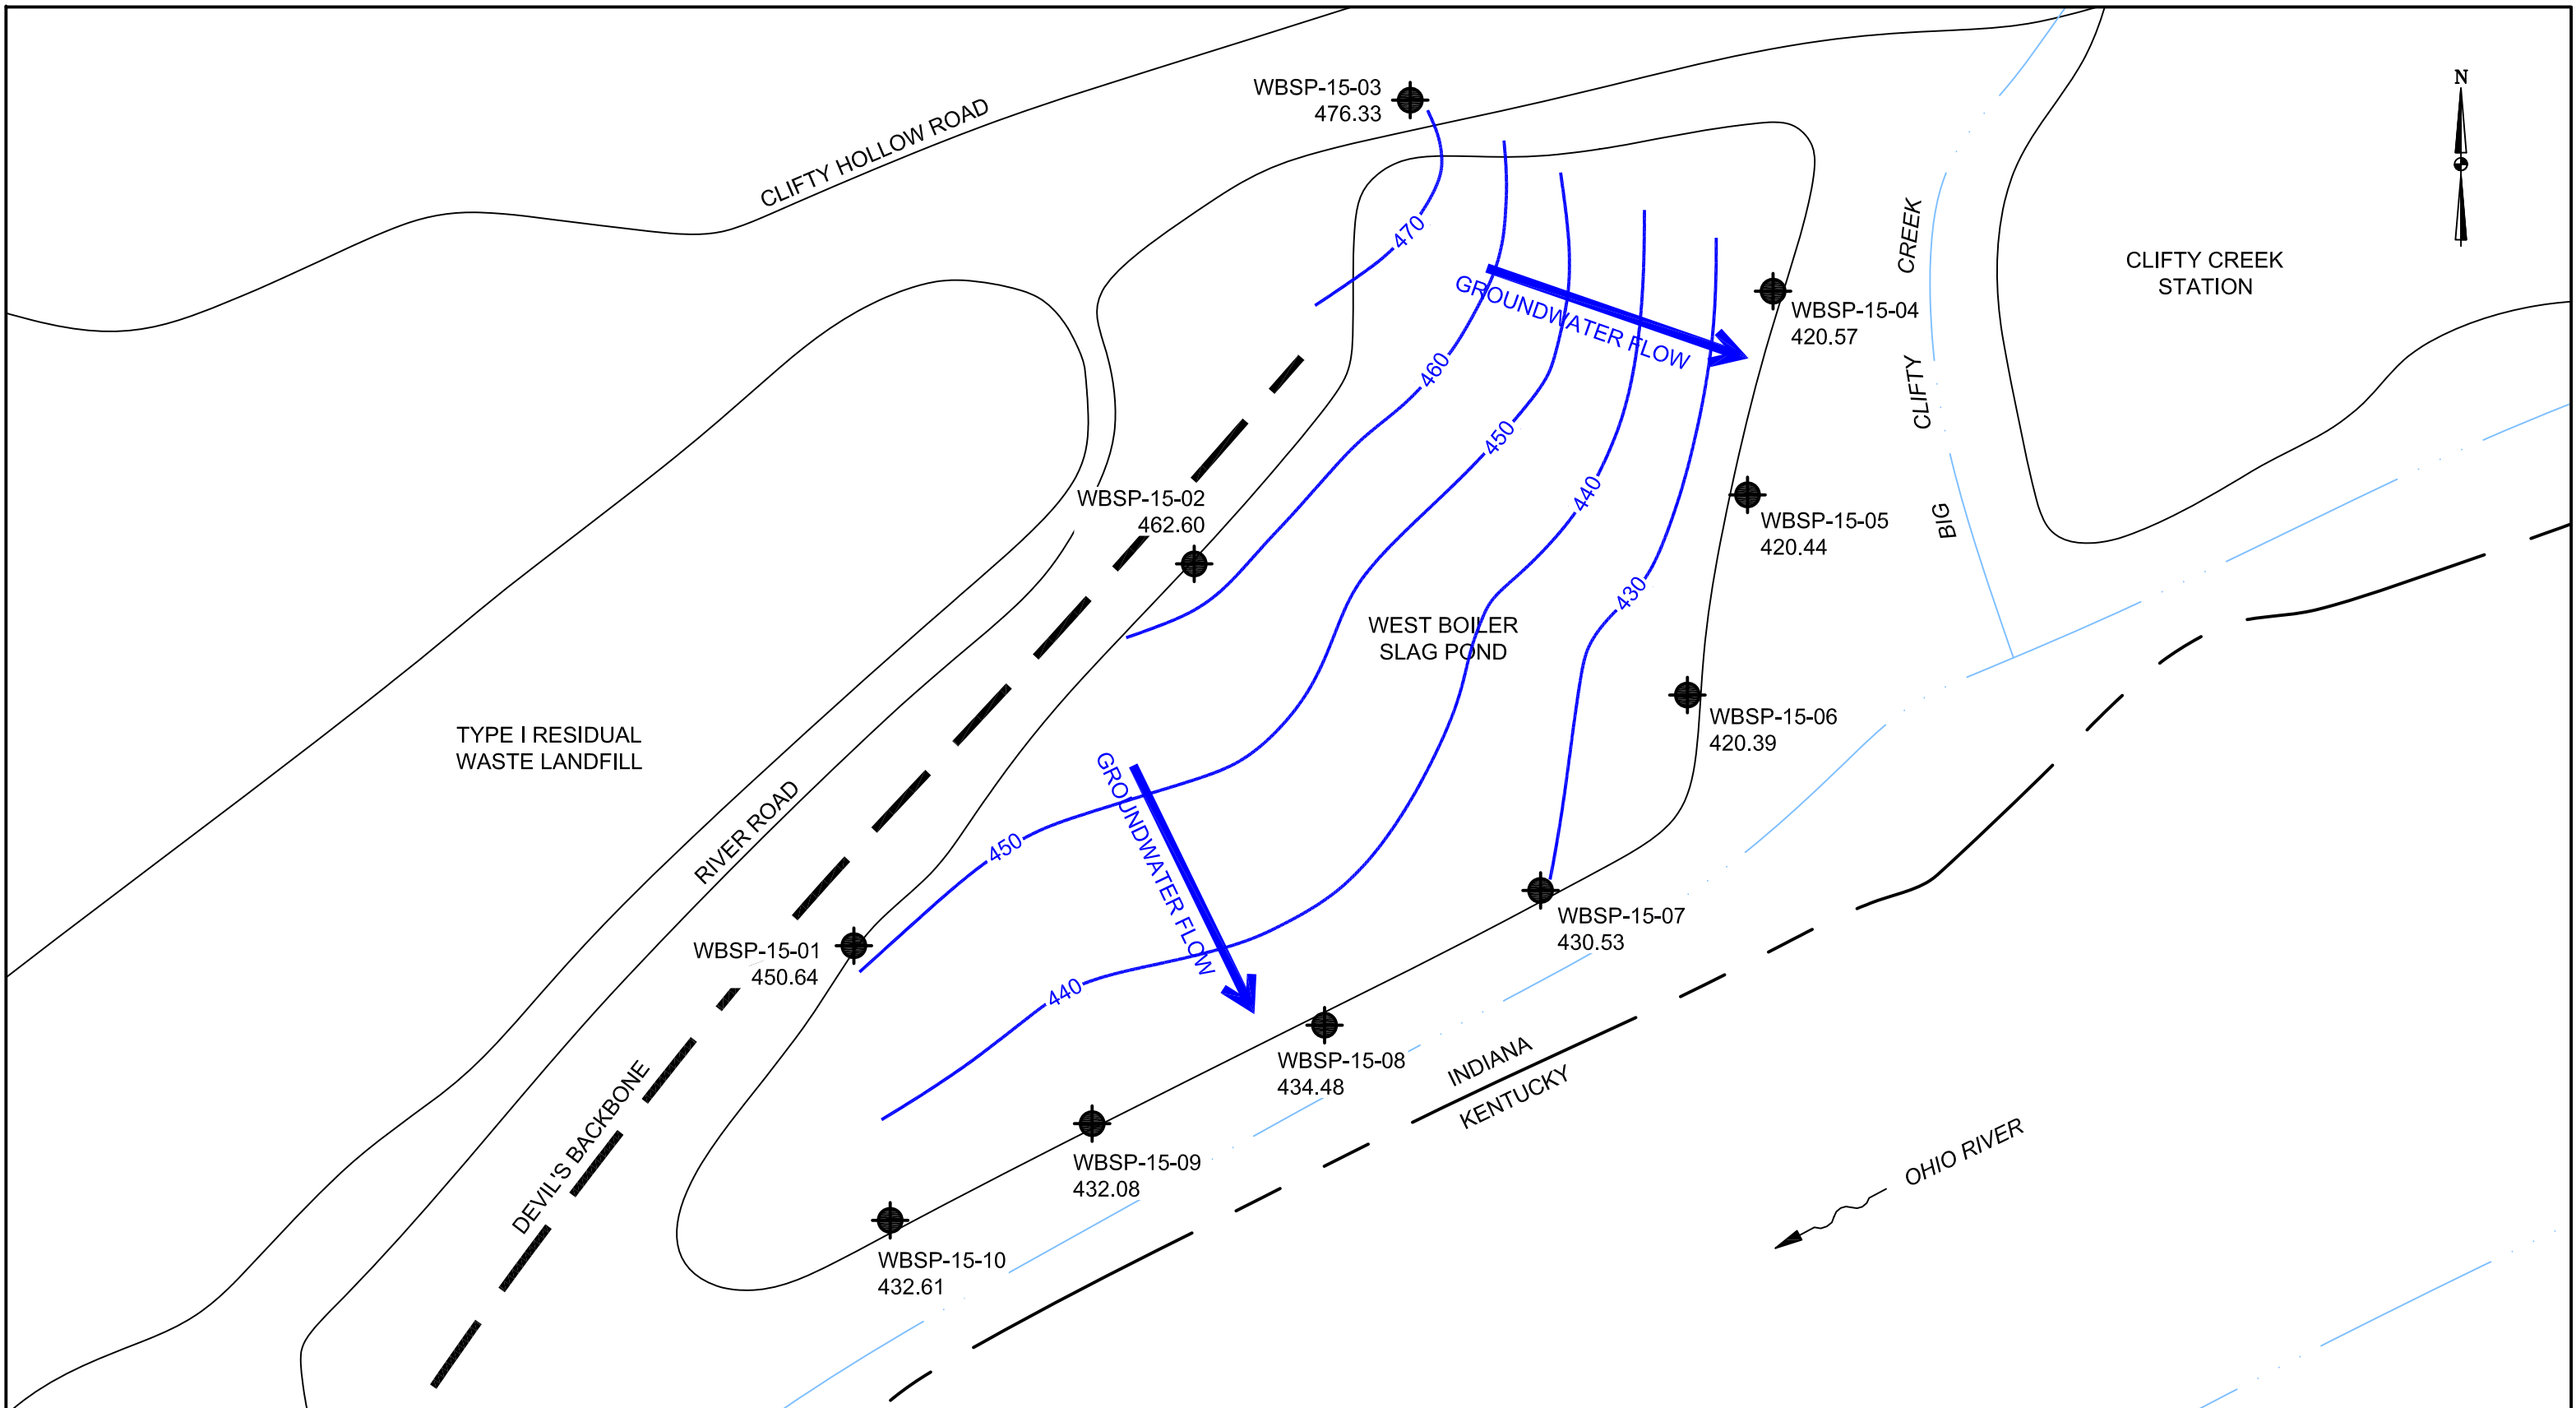 N
WBSP-15-03
476.33
CLIFTY HOLLOW ROAD
470
GROUNDWATER FLOW
WBSP-15-04
420.57
BIG CLIFTY CREEK
CLIFTY CREEK
STATION
460
450
440
430
WBSP-15-02
462.60
WBSP-15-05
420.44
WEST BOILER
SLAG POND
WBSP-15-06
420.39
TYPE I RESIDUAL
WASTE LANDFILL
RIVER ROAD
GROUNDWATER FLOW
450
440
WBSP-15-01
450.64
WBSP-15-07
430.53
WBSP-15-08
434.48
INDIANA
KENTUCKY
DEVIL'S BACKBONE
WBSP-15-09
432.08
OHIO RIVER
WBSP-15-10
432.61